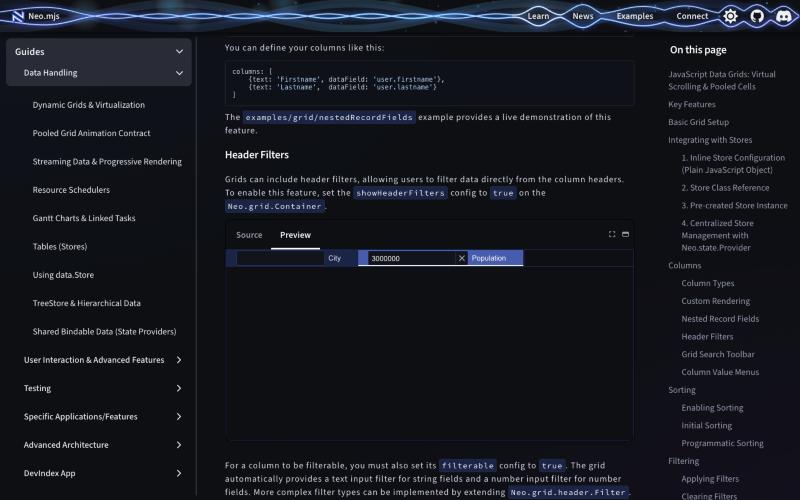 Neo.mjs
Learn
News
Examples
Connect
Guides
Data Handling
Dynamic Grids & Virtualization
Pooled Grid Animation Contract
Streaming Data & Progressive Rendering
Resource Schedulers
Gantt Charts & Linked Tasks
Tables (Stores)
Using data.Store
TreeStore & Hierarchical Data
Shared Bindable Data (State Providers)
User Interaction & Advanced Features
Testing
Specific Applications/Features
Advanced Architecture
DevIndex App
You can define your columns like this:
columns: [
{text: 'Firstname', dataField: 'user.firstname'},
{text: 'Lastname',  dataField: 'user.lastname'}
]
The examples/grid/nestedRecordFields example provides a live demonstration of this
feature.
Header Filters
Grids can include header filters, allowing users to filter data directly from the column headers.
To enable this feature, set the showHeaderFilters config to true on the
Neo.grid.Container.
Source
Preview
City
3000000
Population
For a column to be filterable, you must also set its filterable config to true. The grid
automatically provides a text input filter for string fields and a number input filter for number
fields. More complex filter types can be implemented by extending Neo.grid.header.Filter.
On this page
JavaScript Data Grids: Virtual
Scrolling & Pooled Cells
Key Features
Basic Grid Setup
Integrating with Stores
1. Inline Store Configuration
(Plain JavaScript Object)
2. Store Class Reference
3. Pre-created Store Instance
4. Centralized Store
Management with
Neo.state.Provider
Columns
Column Types
Custom Rendering
Nested Record Fields
Header Filters
Grid Search Toolbar
Column Value Menus
Sorting
Enabling Sorting
Initial Sorting
Programmatic Sorting
Filtering
Applying Filters
Clearing Filters